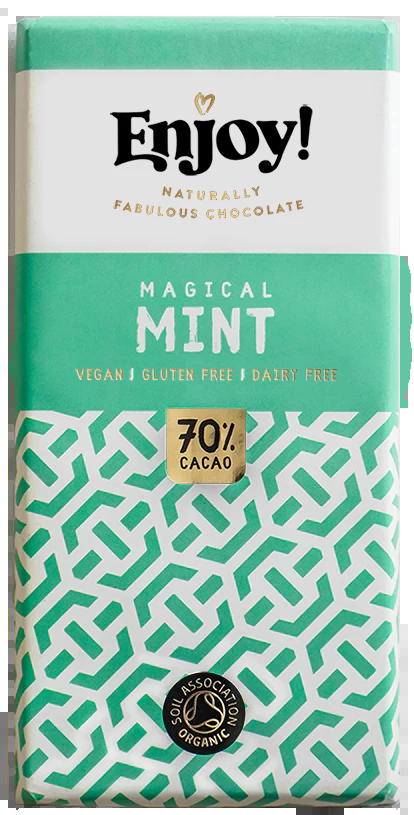 Enjoy!
NATURALLY
FABULOUS CHOCOLATE
MAGICAL
MINT
VEGAN | GLUTEN FREE | DAIRY FREE
70%
CACAO
SOIL ASSOCIATION
ORGANIC